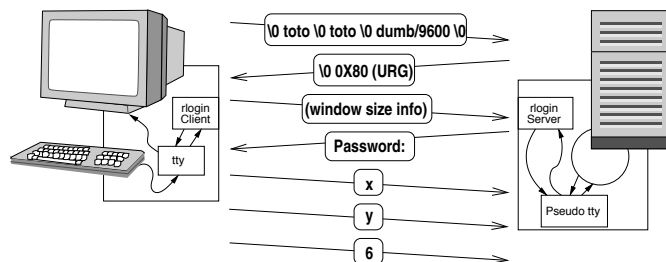 \0 toto \0 toto \0 dumb/9600 \0
\0 0X80 (URG)
rlogin
Client
(window size info)
rlogin
Server
Password:
tty
x
y
Pseudo tty
6